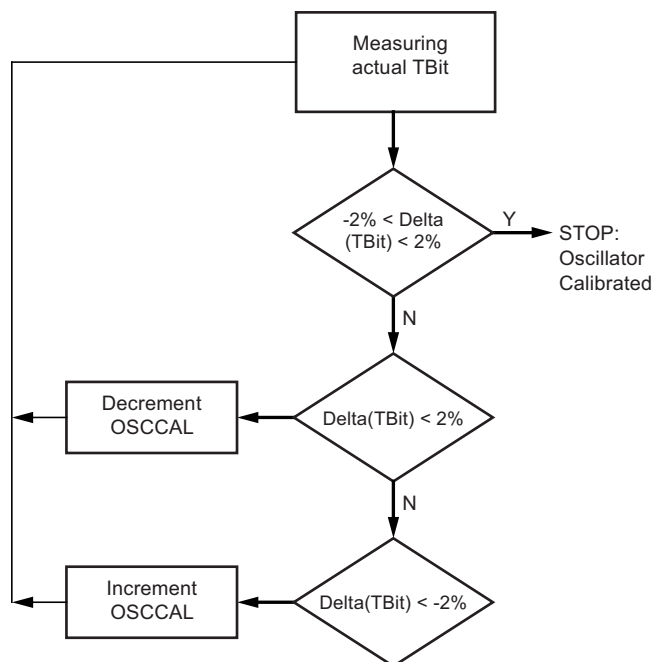 Measuring
actual TBit
-2% < Delta
(TBit) < 2%
Y
STOP:
Oscillator
Calibrated
N
Decrement
OSCCAL
Delta(TBit) < 2%
N
Increment
OSCCAL
Delta(TBit) < -2%